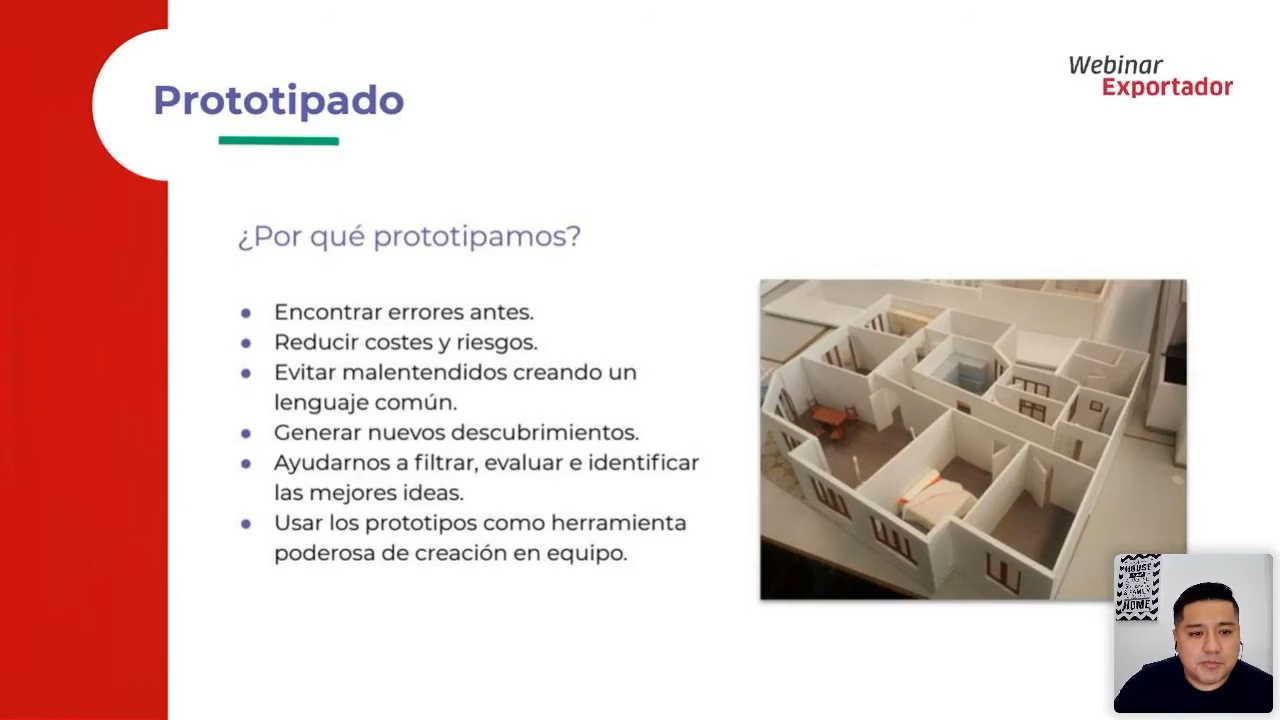 Prototipado
Webinar
Exportador
¿Por qué prototipamos?
● Encontrar errores antes.
● Reducir costes y riesgos.
● Evitar malentendidos creando un
lenguaje común.
● Generar nuevos descubrimientos.
● Ayudarnos a filtrar, evaluar e identificar
las mejores ideas.
● Usar los prototipos como herramienta
poderosa de creación en equipo.
HOUSE
FAMILY
HOME